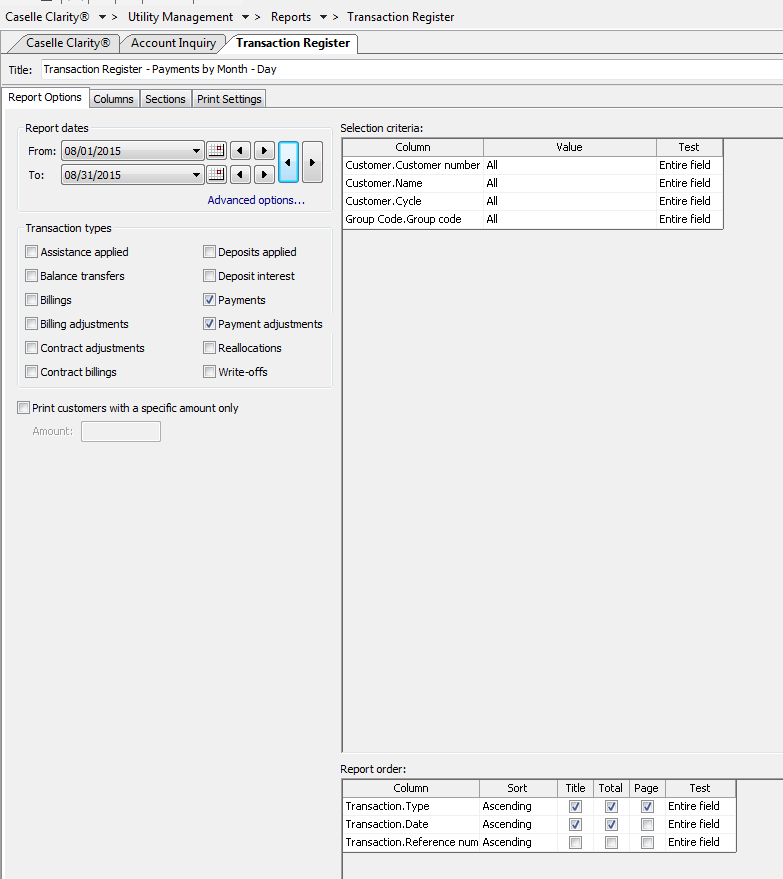 Caselle Clarity® > Utility Management > Reports > Transaction Register
Caselle Clarity® Account Inquiry Transaction Register
Title: Transaction Register - Payments by Month - Day
Report Options Columns Sections Print Settings
Report dates
From: 08/01/2015
To: 08/31/2015
Advanced options...
Transaction types
Assistance applied Deposits applied
Balance transfers Deposit interest
Billings Payments
Billing adjustments Payment adjustments
Contract adjustments Reallocations
Contract billings Write-offs
Print customers with a specific amount only
Amount:
Selection criteria:
Column Value Test
Customer.Customer number All Entire field
Customer.Name All Entire field
Customer.Cycle All Entire field
Group Code.Group code All Entire field
Report order:
Column Sort Title Total Page Test
Transaction.Type Ascending Entire field
Transaction.Date Ascending Entire field
Transaction.Reference num Ascending Entire field